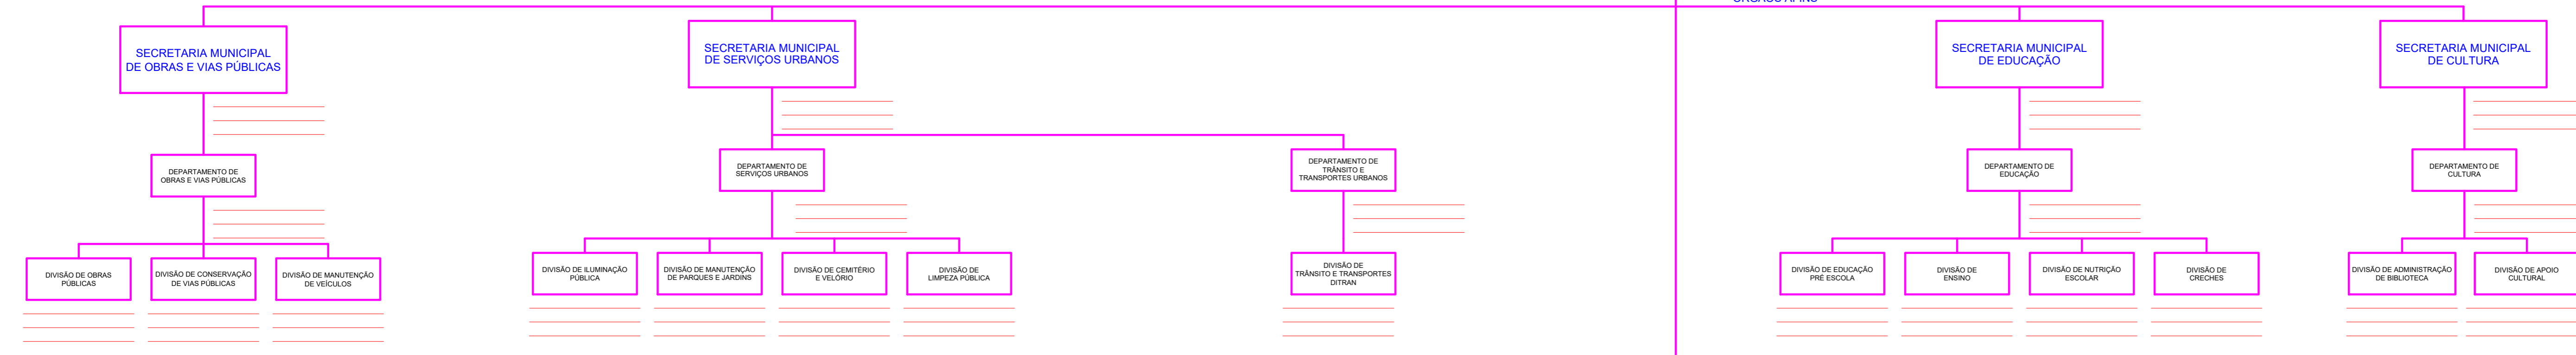 SECRETARIA MUNICIPAL
DE OBRAS E VIAS PÚBLICAS
SECRETARIA MUNICIPAL
DE SERVIÇOS URBANOS
SECRETARIA MUNICIPAL
DE EDUCAÇÃO
SECRETARIA MUNICIPAL
DE CULTURA
DEPARTAMENTO DE
OBRAS E VIAS PÚBLICAS
DEPARTAMENTO DE
SERVIÇOS URBANOS
DEPARTAMENTO DE
TRÂNSITO E
TRANSPORTES URBANOS
DEPARTAMENTO DE
EDUCAÇÃO
DEPARTAMENTO DE
CULTURA
DIVISÃO DE OBRAS
PÚBLICAS
DIVISÃO DE CONSERVAÇÃO
DE VIAS PÚBLICAS
DIVISÃO DE MANUTENÇÃO
DE VEÍCULOS
DIVISÃO DE ILUMINAÇÃO
PÚBLICA
DIVISÃO DE MANUTENÇÃO
DE PARQUES E JARDINS
DIVISÃO DE CEMITÉRIO
E VELÓRIO
DIVISÃO DE
LIMPEZA PÚBLICA
DIVISÃO DE
TRÂNSITO E TRANSPORTES
DITRAN
DIVISÃO DE EDUCAÇÃO
PRÉ ESCOLA
DIVISÃO DE
ENSINO
DIVISÃO DE NUTRIÇÃO
ESCOLAR
DIVISÃO DE
CRECHES
DIVISÃO DE ADMINISTRAÇÃO
DE BIBLIOTECA
DIVISÃO DE APOIO
CULTURAL